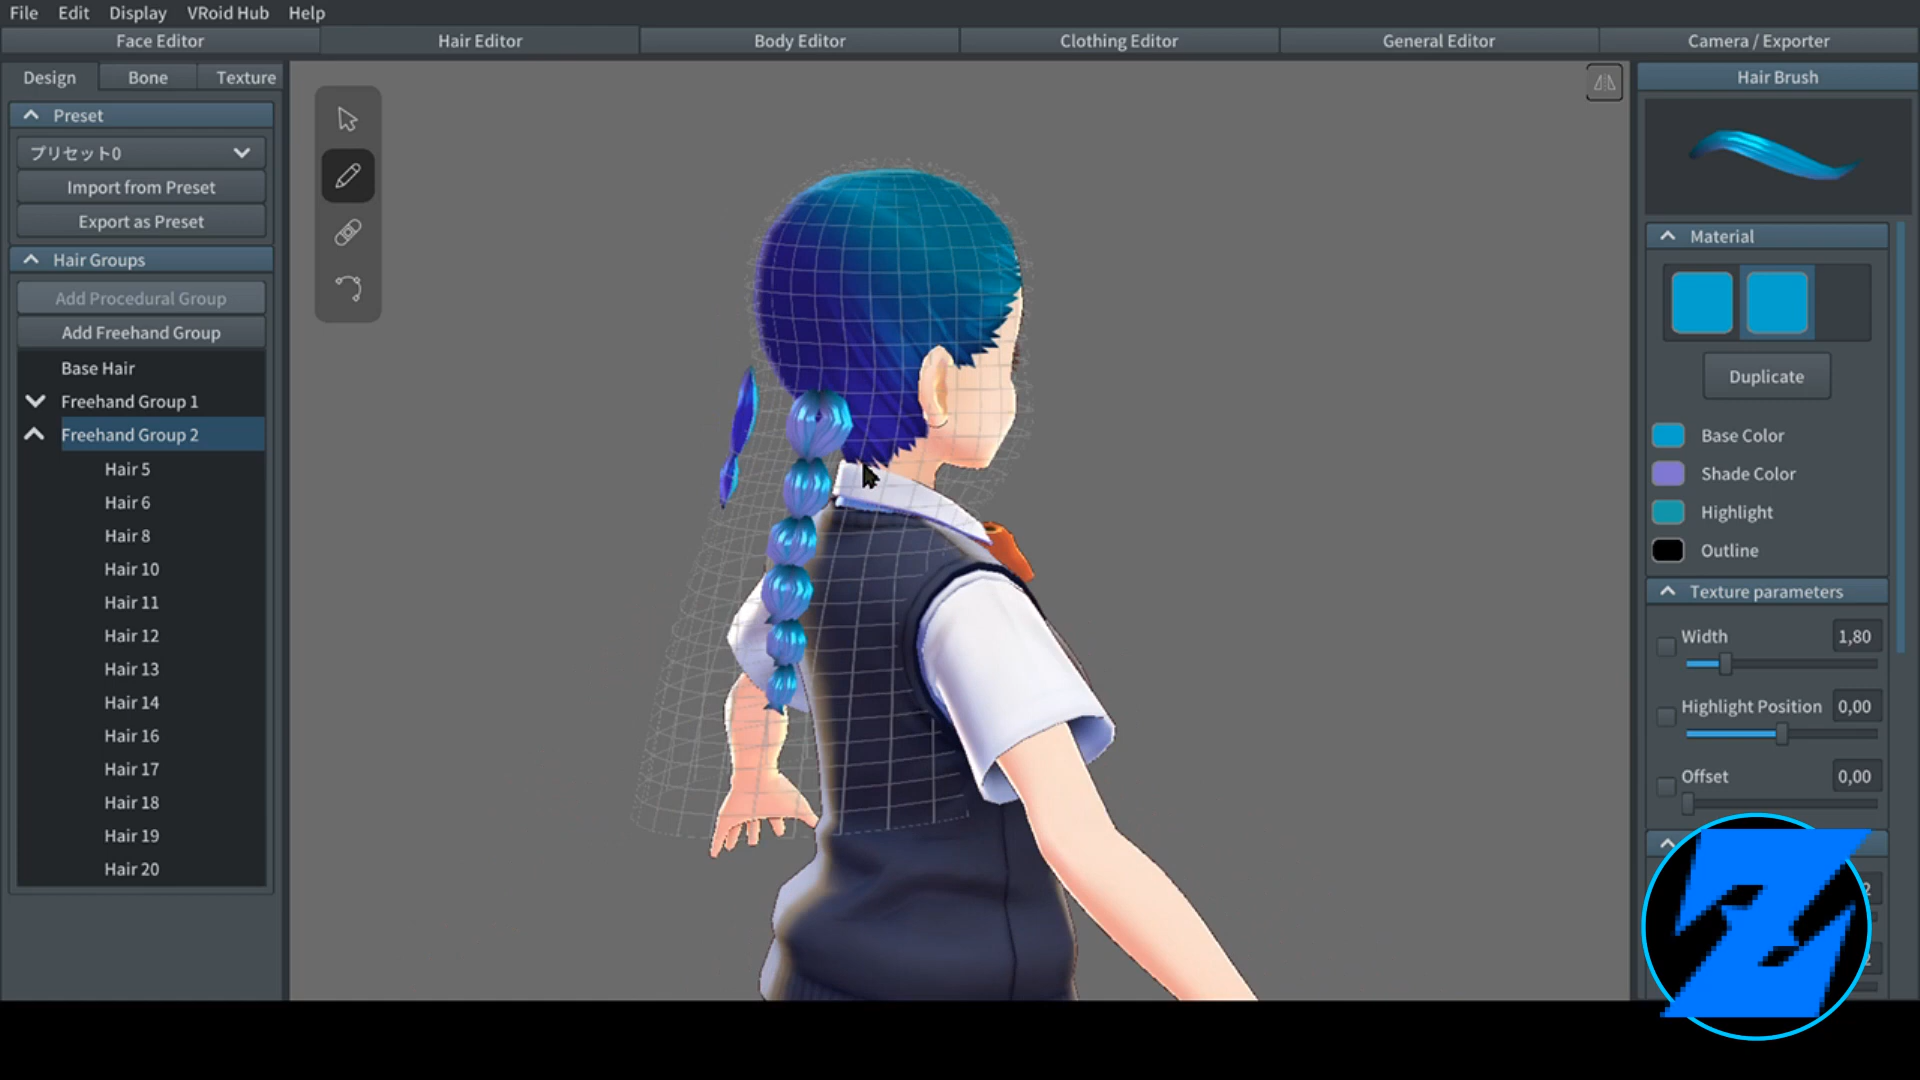 File Edit Display VRoid Hub Help
Face Editor Hair Editor Body Editor Clothing Editor General Editor Camera / Exporter
Design Bone Texture
Preset
プリセット0
Import from Preset
Export as Preset
Hair Groups
Add Procedural Group
Add Freehand Group
Base Hair
Freehand Group 1
Freehand Group 2
Hair 5
Hair 6
Hair 8
Hair 10
Hair 11
Hair 12
Hair 13
Hair 14
Hair 16
Hair 17
Hair 18
Hair 19
Hair 20
Hair Brush
Material
Duplicate
Base Color
Shade Color
Highlight
Outline
Texture parameters
Width 1,80
Highlight Position 0,00
Offset 0,00